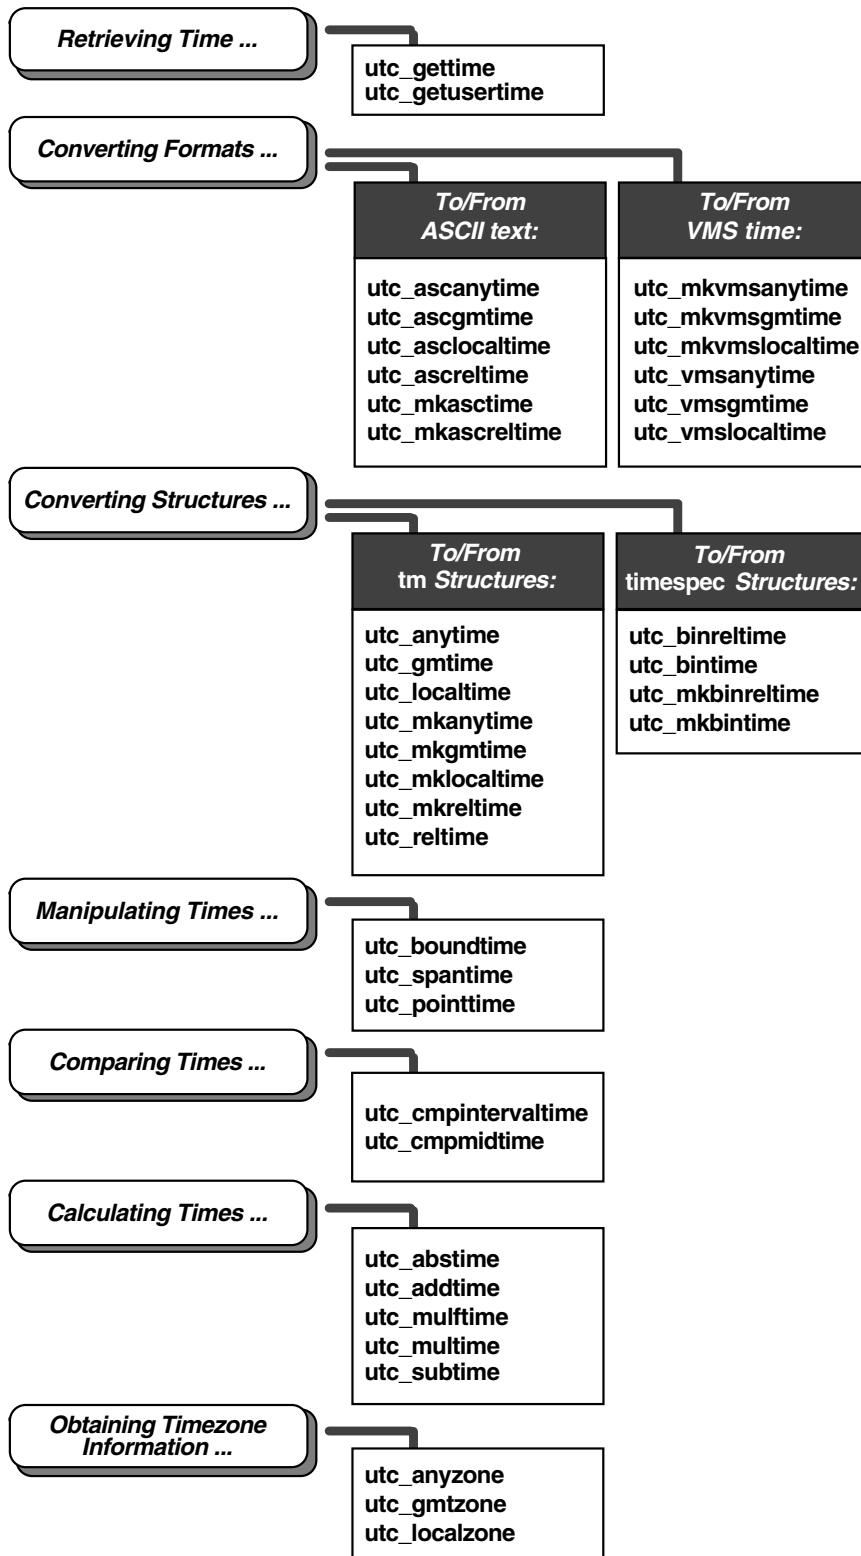 Retrieving Time ...
utc_gettime
utc_getusertime
Converting Formats ...
To/From
ASCII text:
utc_ascanytime
utc_ascgmtime
utc_asclocaltime
utc_ascreltime
utc_mkasctime
utc_mkascreltime
To/From
VMS time:
utc_mkvmsanytime
utc_mkvmsgmtime
utc_mkvmslocaltime
utc_vmsanytime
utc_vmsgmtime
utc_vmslocaltime
Converting Structures ...
To/From
tm Structures:
utc_anytime
utc_gmtime
utc_localtime
utc_mkanytime
utc_mkgmtime
utc_mklocaltime
utc_mkreltime
utc_reltime
To/From
timespec Structures:
utc_binreltime
utc_bintime
utc_mkbinreltime
utc_mkbintime
Manipulating Times ...
utc_boundtime
utc_spantime
utc_pointtime
Comparing Times ...
utc_cmpintervaltime
utc_cmpmidtime
Calculating Times ...
utc_abstime
utc_addtime
utc_mulftime
utc_multime
utc_subtime
Obtaining Timezone
Information ...
utc_anyzone
utc_gmtzone
utc_localzone